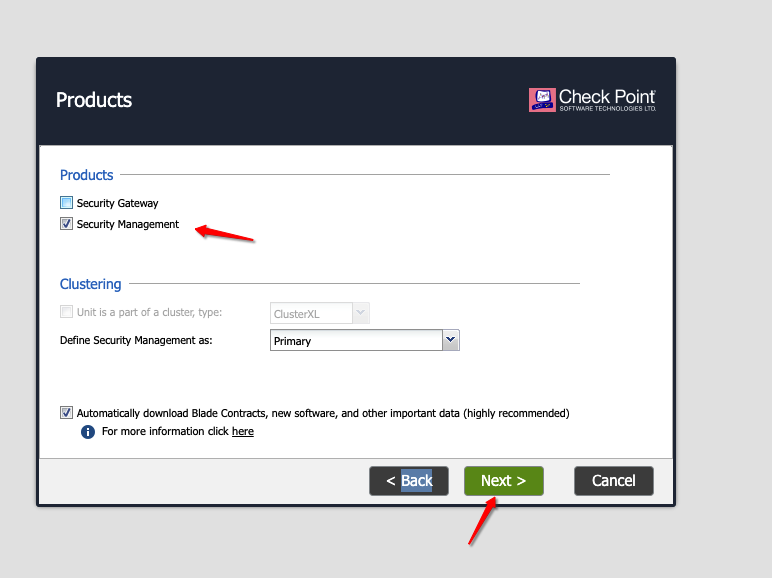 Products
Check Point
SOFTWARE TECHNOLOGIES LTD.
Products
Security Gateway
Security Management
Clustering
Unit is a part of a cluster, type:
ClusterXL
Define Security Management as:
Primary
Automatically download Blade Contracts, new software, and other important data (highly recommended)
For more information click here
< Back
Next >
Cancel